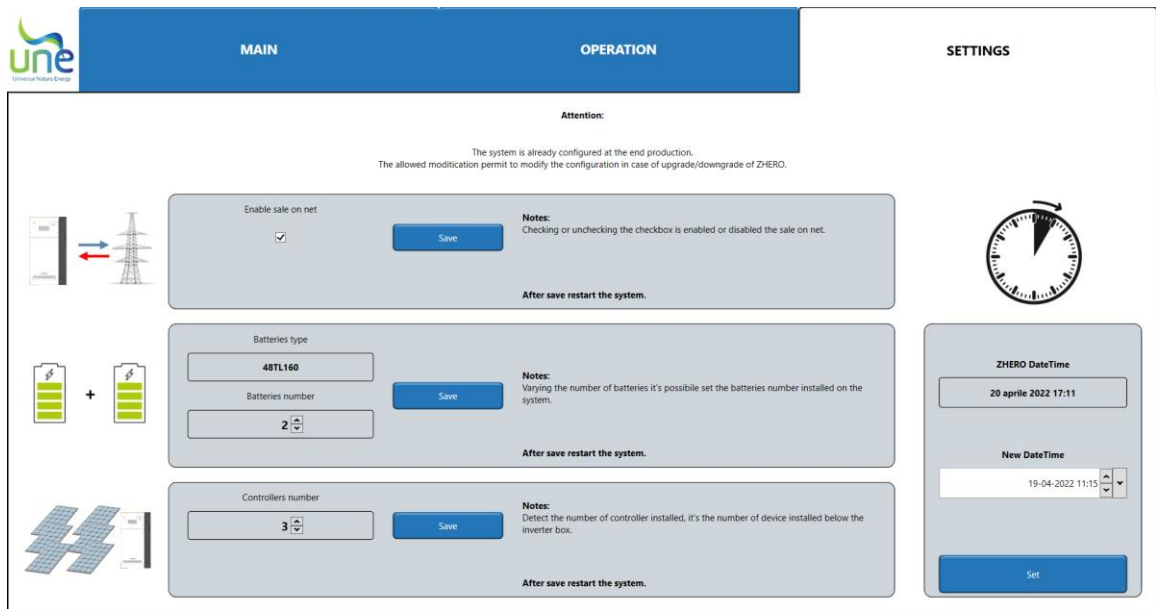 une
Universal Nature Energy
MAIN
OPERATION
SETTINGS
Attention:
The system is already configured at the end production.
The allowed moditication permit to modify the configuration in case of upgrade/downgrade of ZHERO.
Enable sale on net
Save
Notes:
Checking or unchecking the checkbox is enabled or disabled the sale on net.
After save restart the system.
Batteries type
48TL160
Batteries number
2
Save
Notes:
Varying the number of batteries it's possibile set the batteries number installed on the
system.
After save restart the system.
Controllers number
3
Save
Notes:
Detect the number of controller installed, it's the number of device installed below the
inverter box.
After save restart the system.
ZHERO DateTime
20 aprile 2022 17:11
New DateTime
19-04-2022 11:15
Set